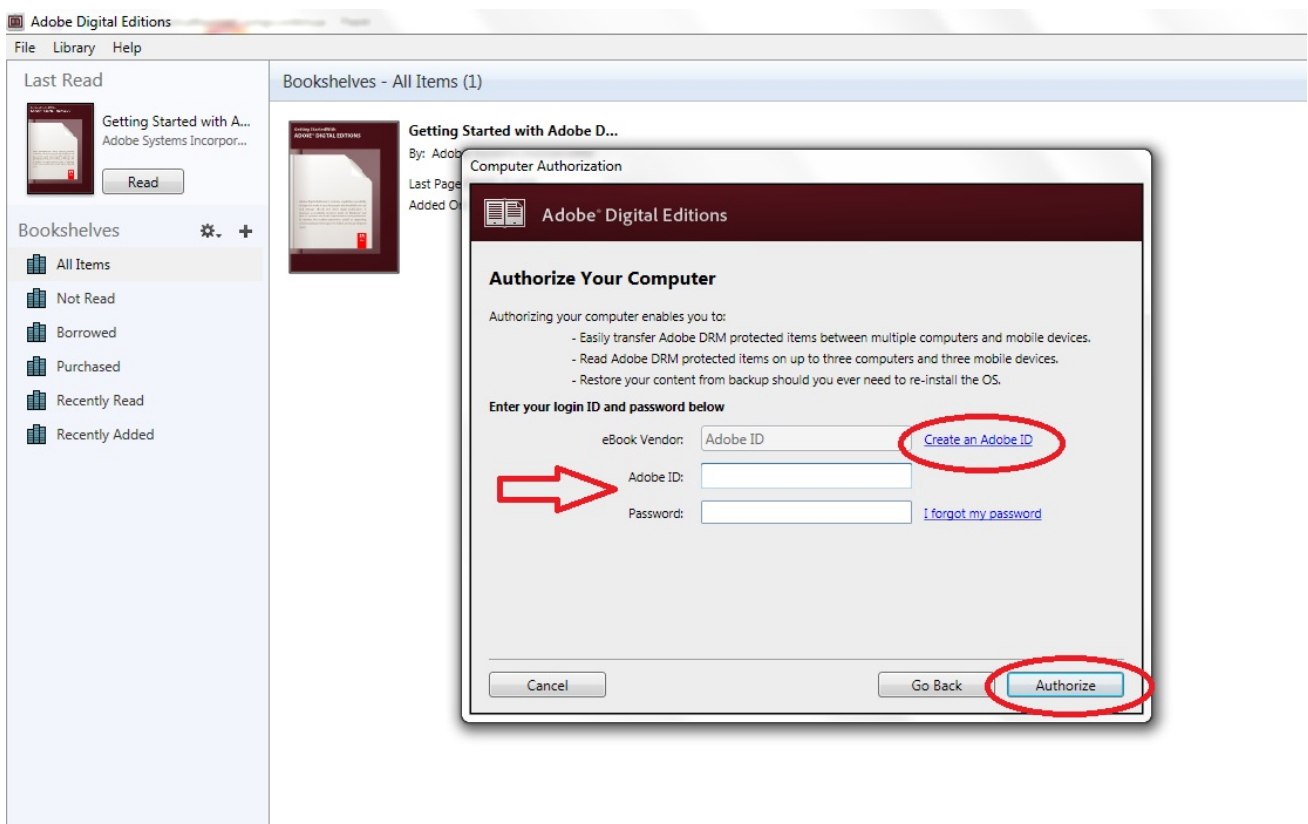 Adobe Digital Editions
File Library Help
Last Read
Getting Started with A...
Adobe Systems Incorpor...
Read
Bookshelves
All Items
Not Read
Borrowed
Purchased
Recently Read
Recently Added
Bookshelves - All Items (1)
Getting Started With
ADOBE® DIGITAL EDITIONS
Getting Started with Adobe D...
By: Adob
Last Page
Added O
Computer Authorization
Adobe® Digital Editions
Authorize Your Computer
Authorizing your computer enables you to:
- Easily transfer Adobe DRM protected items between multiple computers and mobile devices.
- Read Adobe DRM protected items on up to three computers and three mobile devices.
- Restore your content from backup should you ever need to re-install the OS.
Enter your login ID and password below
eBook Vendor: Adobe ID Create an Adobe ID
Adobe ID:
Password: I forgot my password
Cancel Go Back Authorize